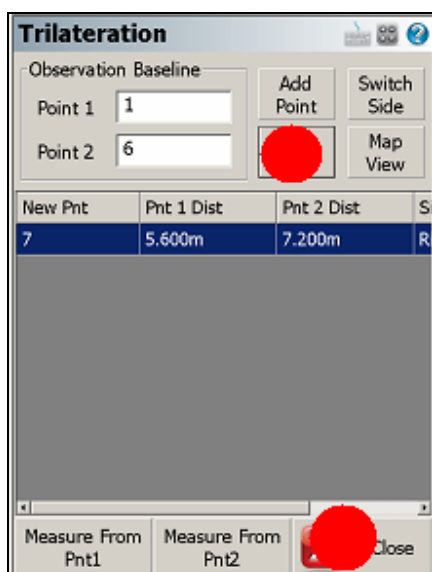 Trilateration
Observation Baseline
Point 1 1
Point 2 6
Add
Point
Switch
Side
Map
View
New Pnt Pnt 1 Dist Pnt 2 Dist
7 5.600m 7.200m
Measure From
Pnt1
Measure From
Pnt2
Close